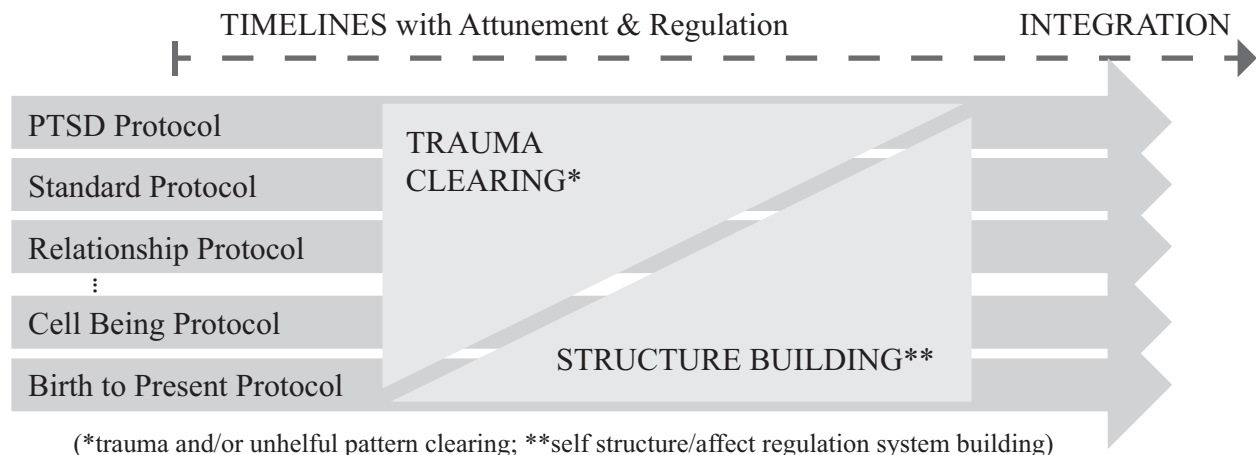 TIMELINES with Attunement & Regulation INTEGRATION
PTSD Protocol
TRAUMA
CLEARING*
Standard Protocol
Relationship Protocol
⋮
Cell Being Protocol
STRUCTURE BUILDING**
Birth to Present Protocol
(*trauma and/or unhelful pattern clearing; **self structure/affect regulation system building)